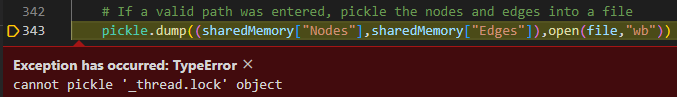 342 # If a valid path was entered, pickle the nodes and edges into a file
343 pickle.dump((sharedMemory["Nodes"],sharedMemory["Edges"]),open(file,"wb"))
Exception has occurred: TypeError ×
cannot pickle '_thread.lock' object